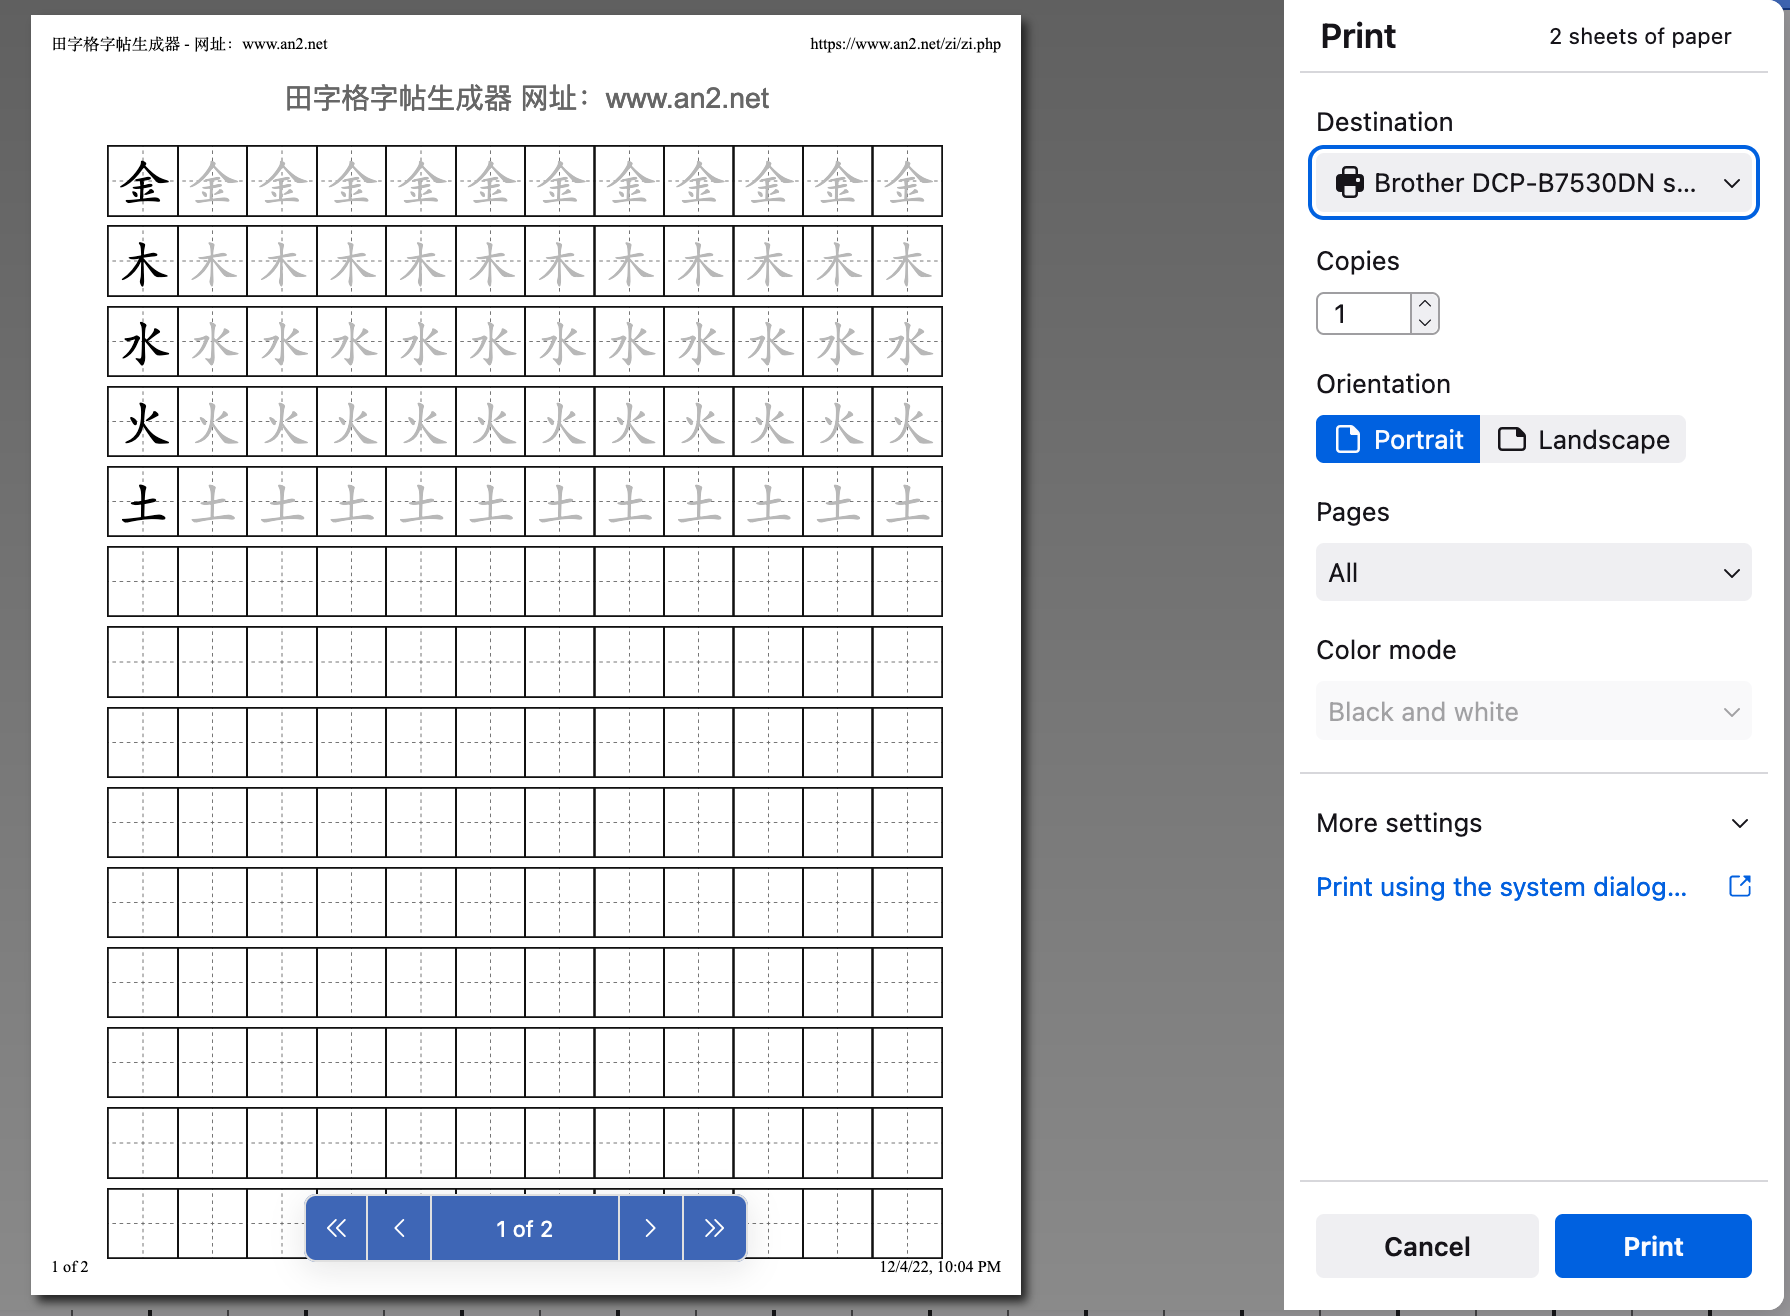 田字格字帖生成器 - 网址：www.an2.net
https://www.an2.net/zi/zi.php
田字格字帖生成器 网址：www.an2.net
金金金金金金金金金金金金
木木木木木木木木木木木木
水水水水水水水水水水水水
火火火火火火火火火火火火
土土土土土土土土土土土土
1 of 2
1 of 2
12/4/22, 10:04 PM
Print
2 sheets of paper
Destination
Brother DCP-B7530DN s...
Copies
1
Orientation
Portrait
Landscape
Pages
All
Color mode
Black and white
More settings
Print using the system dialog...
Cancel
Print